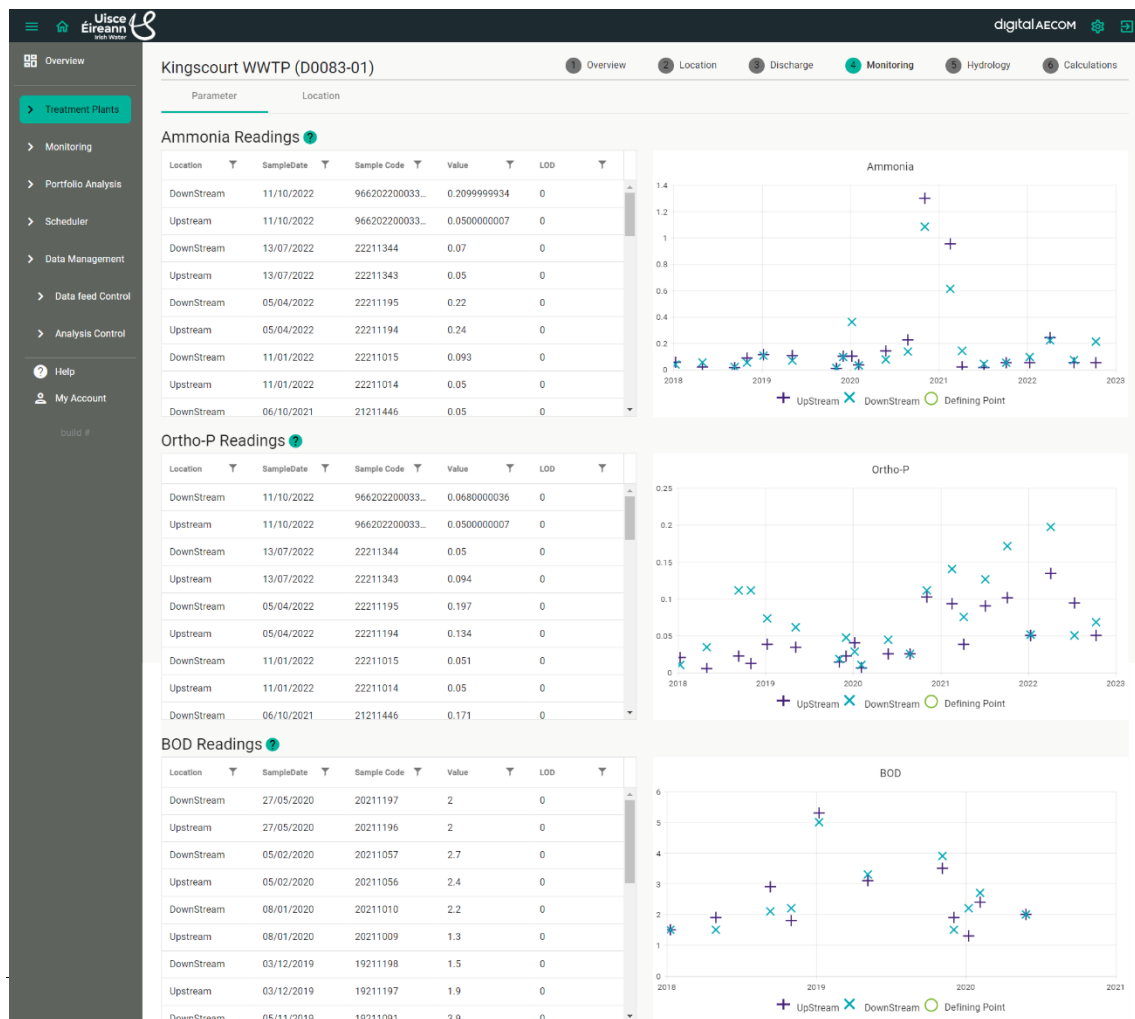 Uisce
Éireann
Irish Water
digital AECOM
Overview
Treatment Plants
Monitoring
Portfolio Analysis
Scheduler
Data Management
Data feed Control
Analysis Control
Help
My Account
build #
Kingscourt WWTP (D0083-01)
1 Overview 2 Location 3 Discharge 4 Monitoring 5 Hydrology 6 Calculations
Parameter Location
Ammonia Readings ?
Location SampleDate Sample Code Value LOD
DownStream 11/10/2022 966202200033... 0.2099999934 0
Upstream 11/10/2022 966202200033... 0.0500000007 0
DownStream 13/07/2022 22211344 0.07 0
Upstream 13/07/2022 22211343 0.05 0
DownStream 05/04/2022 22211195 0.22 0
Upstream 05/04/2022 22211194 0.24 0
DownStream 11/01/2022 22211015 0.093 0
Upstream 11/01/2022 22211014 0.05 0
DownStream 06/10/2021 21211446 0.05 0
Ammonia
1.4
1.2
1
0.8
0.6
0.4
0.2
0
2018 2019 2020 2021 2022 2023
UpStream DownStream Defining Point
Ortho-P Readings ?
Location SampleDate Sample Code Value LOD
DownStream 11/10/2022 966202200033... 0.0680000036 0
Upstream 11/10/2022 966202200033... 0.0500000007 0
DownStream 13/07/2022 22211344 0.05 0
Upstream 13/07/2022 22211343 0.094 0
DownStream 05/04/2022 22211195 0.197 0
Upstream 05/04/2022 22211194 0.134 0
DownStream 11/01/2022 22211015 0.051 0
Upstream 11/01/2022 22211014 0.05 0
DownStream 06/10/2021 21211446 0.171 0
Ortho-P
0.25
0.2
0.15
0.1
0.05
0
2018 2019 2020 2021 2022 2023
UpStream DownStream Defining Point
BOD Readings ?
Location SampleDate Sample Code Value LOD
DownStream 27/05/2020 20211197 2 0
Upstream 27/05/2020 20211196 2 0
DownStream 05/02/2020 20211057 2.7 0
Upstream 05/02/2020 20211056 2.4 0
DownStream 08/01/2020 20211010 2.2 0
Upstream 08/01/2020 20211009 1.3 0
DownStream 03/12/2019 19211198 1.5 0
Upstream 03/12/2019 19211197 1.9 0
DownStream 05/11/2019 19211091 3.9 0
BOD
6
5
4
3
2
1
0
2018 2019 2020 2021
UpStream DownStream Defining Point